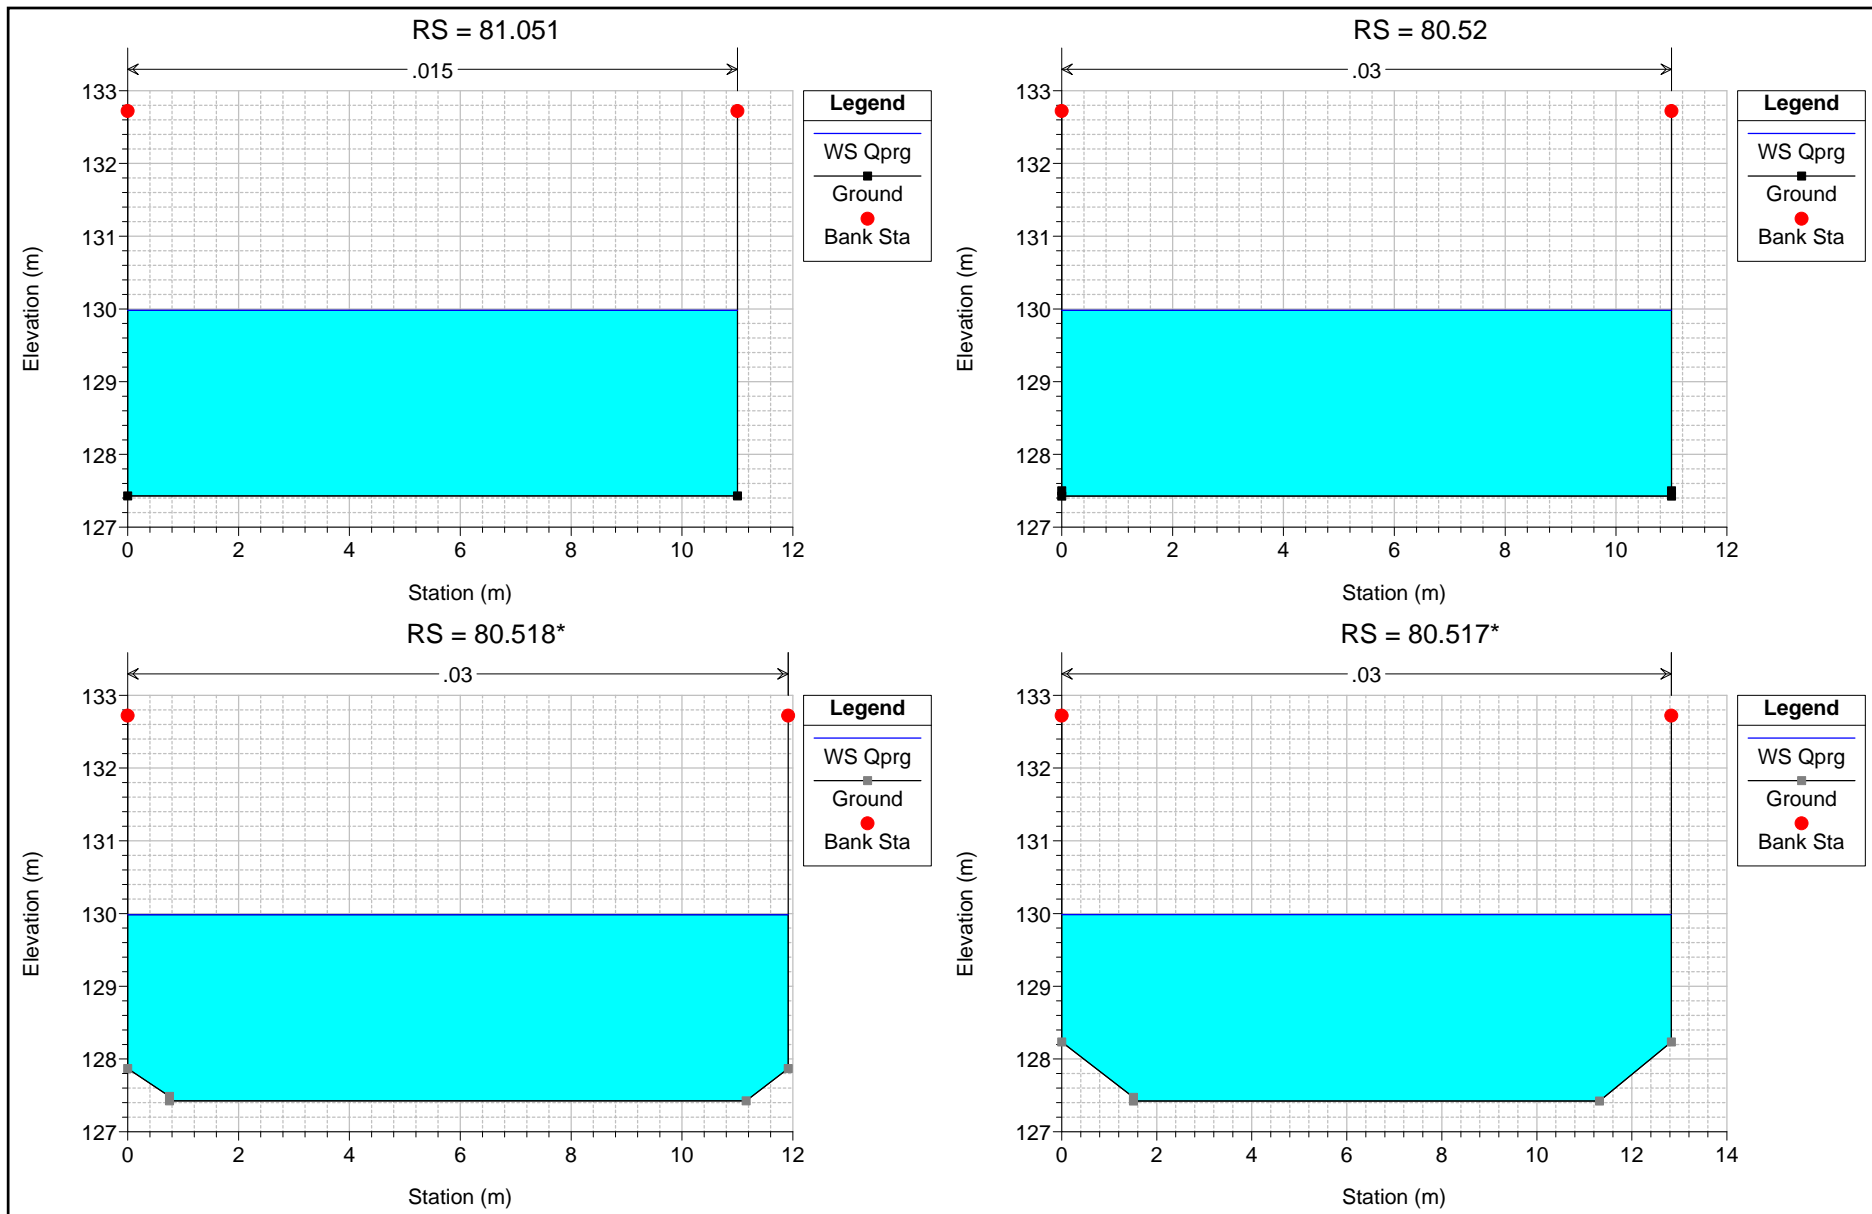 RS = 81.051
.015
133
132
131
130
129
128
127
0 2 4 6 8 10 12
Elevation (m)
Station (m)
Legend
WS Qprg
Ground
Bank Sta
RS = 80.52
.03
133
132
131
130
129
128
127
0 2 4 6 8 10 12
Elevation (m)
Station (m)
Legend
WS Qprg
Ground
Bank Sta
RS = 80.518*
.03
133
132
131
130
129
128
127
0 2 4 6 8 10 12
Elevation (m)
Station (m)
Legend
WS Qprg
Ground
Bank Sta
RS = 80.517*
.03
133
132
131
130
129
128
127
0 2 4 6 8 10 12 14
Elevation (m)
Station (m)
Legend
WS Qprg
Ground
Bank Sta